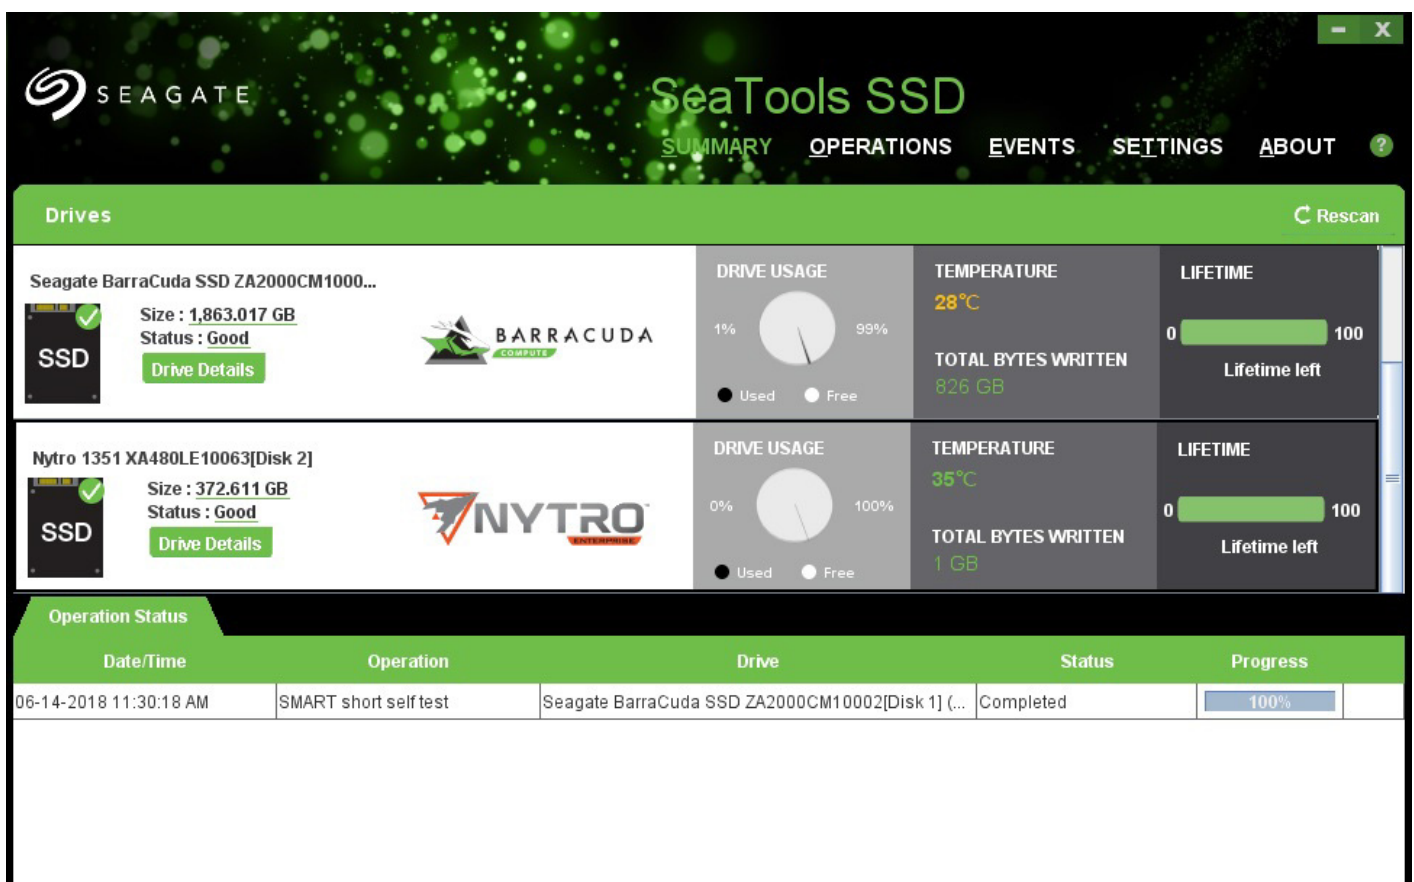 - X
SEAGATE
SeaTools SSD
SUMMARY OPERATIONS EVENTS SETTINGS ABOUT ?
Drives Rescan
Seagate BarraCuda SSD ZA2000CM1000...
SSD
Size : 1,863.017 GB
Status : Good
Drive Details
BARRACUDA
COMPUTE
DRIVE USAGE
1% 99%
Used Free
TEMPERATURE
28°C
TOTAL BYTES WRITTEN
826 GB
LIFETIME
0 100
Lifetime left
Nytro 1351 XA480LE10063[Disk 2]
SSD
Size : 372.611 GB
Status : Good
Drive Details
NYTRO™
ENTERPRISE
DRIVE USAGE
0% 100%
Used Free
TEMPERATURE
35°C
TOTAL BYTES WRITTEN
1 GB
LIFETIME
0 100
Lifetime left
Operation Status
Date/Time Operation Drive Status Progress
06-14-2018 11:30:18 AM SMART short self test Seagate BarraCuda SSD ZA2000CM10002[Disk 1] (... Completed 100%